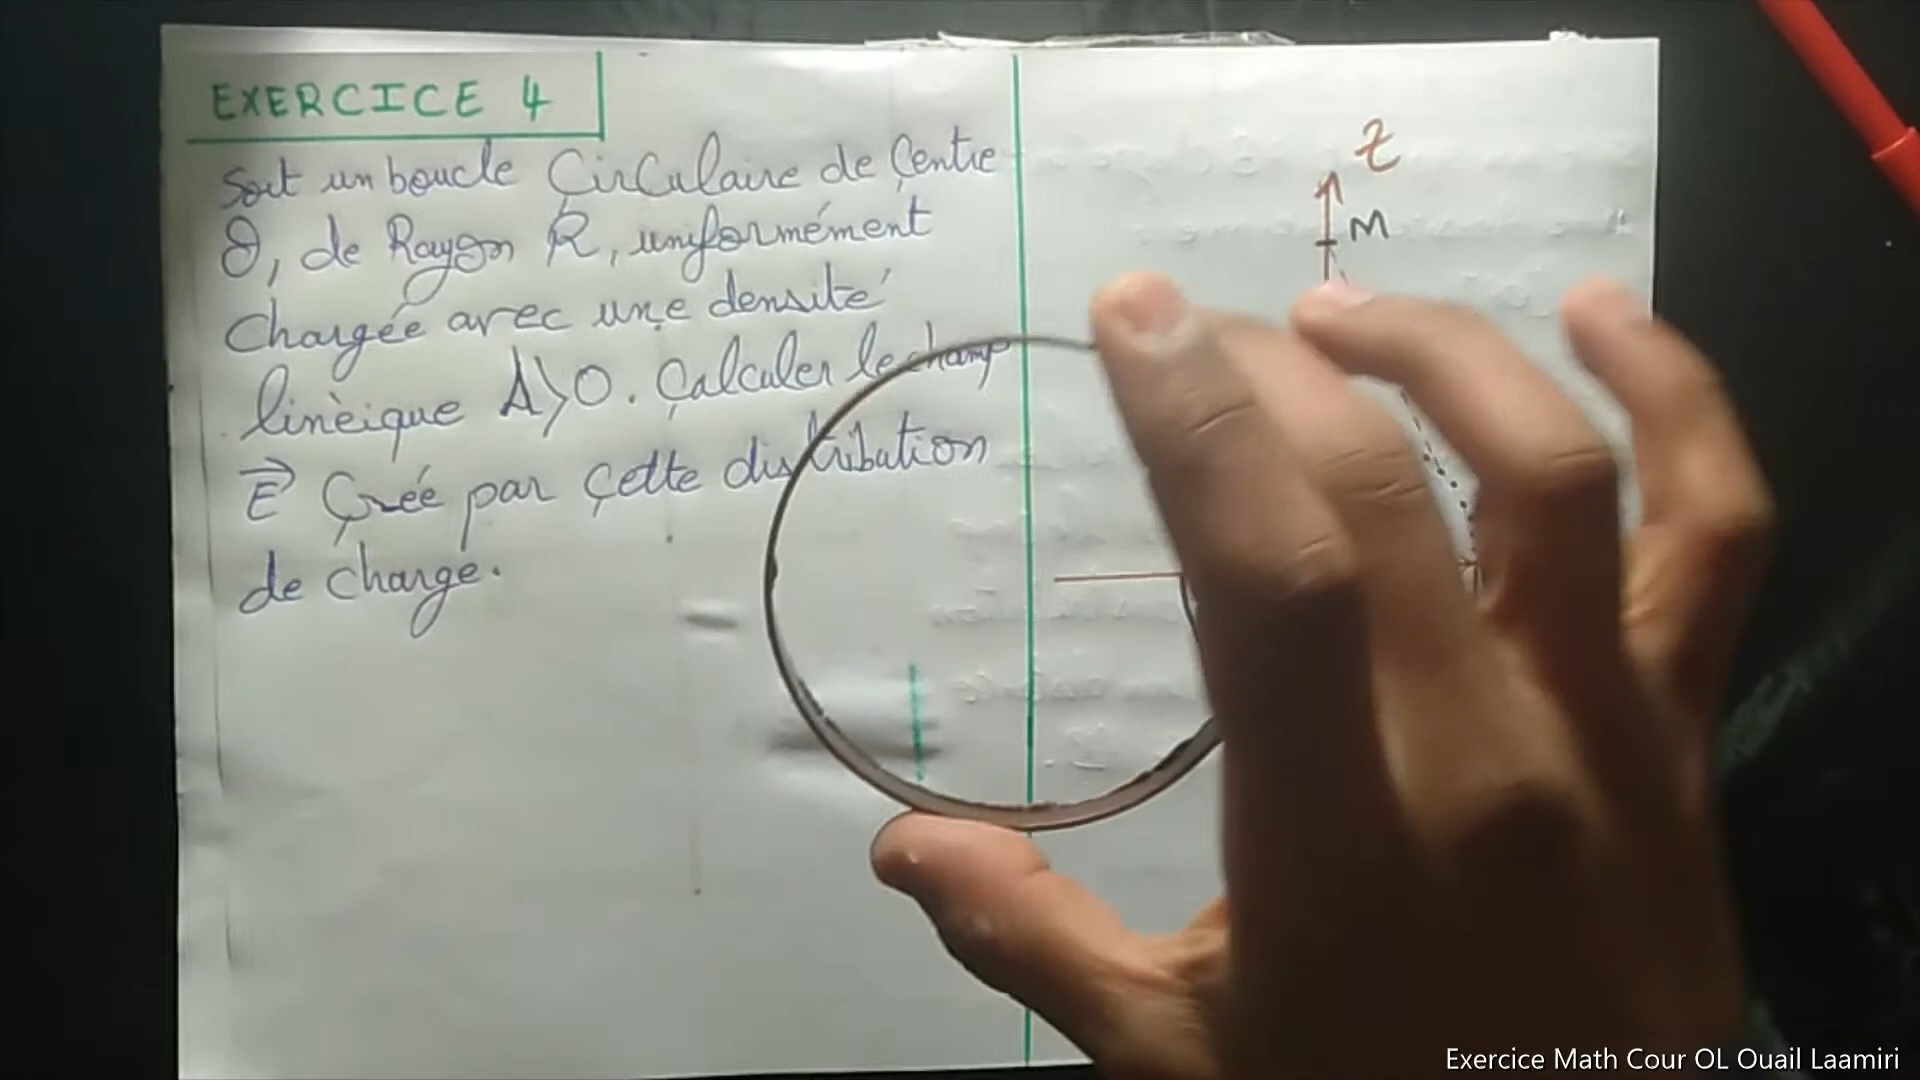 EXERCICE 4
Soit un boucle Circulaire de Centre
O, de Rayon R, uniformément
Chargée avec une densité
linèique λ>0. Calculer le champ
E Créé par Cette distribution
de charge.
z
M
Exercice Math Cour OL Ouail Laamiri